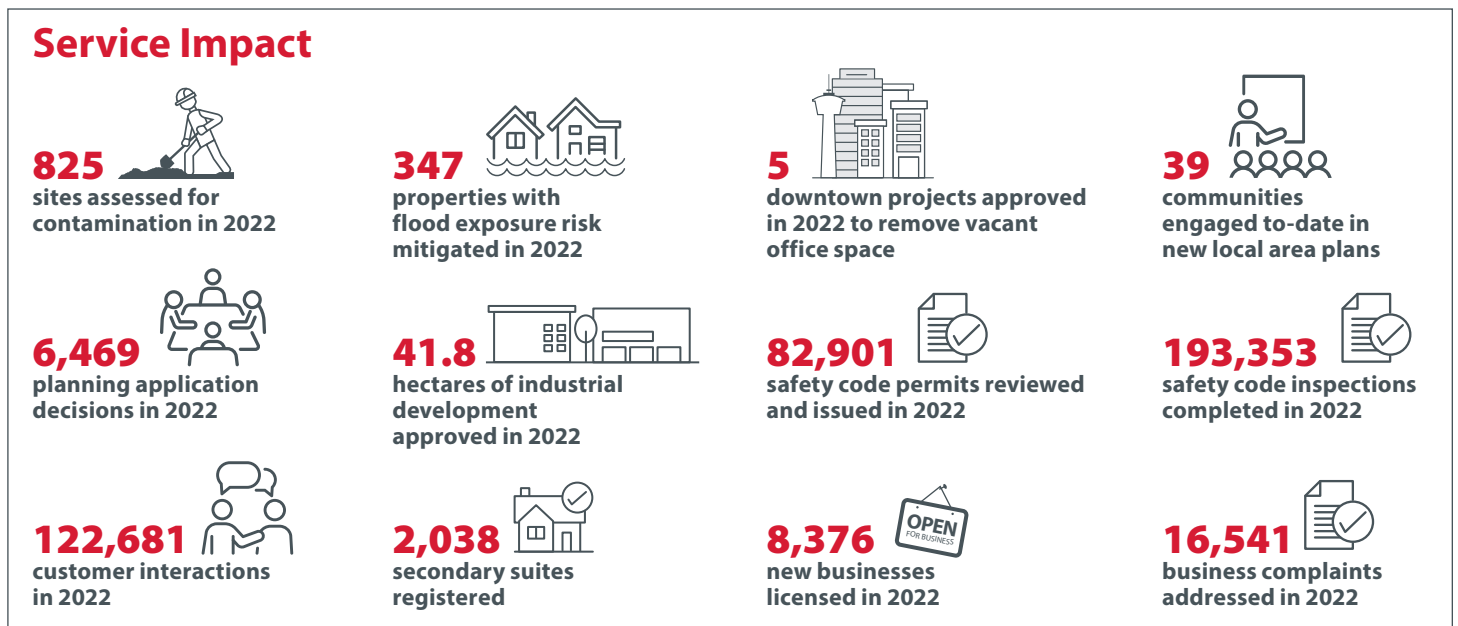 Service Impact
825
sites assessed for
contamination in 2022
347
properties with
flood exposure risk
mitigated in 2022
5
downtown projects approved
in 2022 to remove vacant
office space
39
communities
engaged to-date in
new local area plans
6,469
planning application
decisions in 2022
41.8
hectares of industrial
development
approved in 2022
82,901
safety code permits reviewed
and issued in 2022
193,353
safety code inspections
completed in 2022
122,681
customer interactions
in 2022
2,038
secondary suites
registered
8,376
OPEN
FOR BUSINESS
new businesses
licensed in 2022
16,541
business complaints
addressed in 2022